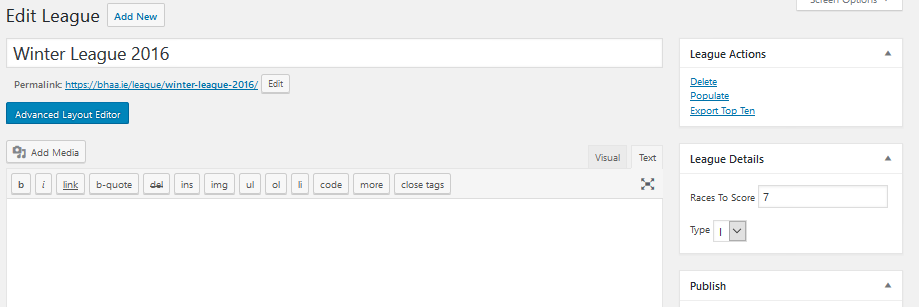 Edit League Add New
Screen Options
Winter League 2016
Permalink: https://bhaa.ie/league/winter-league-2016/ Edit
Advanced Layout Editor
Add Media
Visual Text
b i link b-quote del ins img ul ol li code more close tags
League Actions
Delete
Populate
Export Top Ten
League Details
Races To Score 7
Type I
Publish